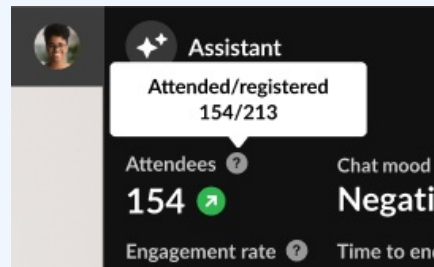 Assistant
Attended/registered
154/213
Attendees ?
Chat mood
154
Negati
Engagement rate ?
Time to en